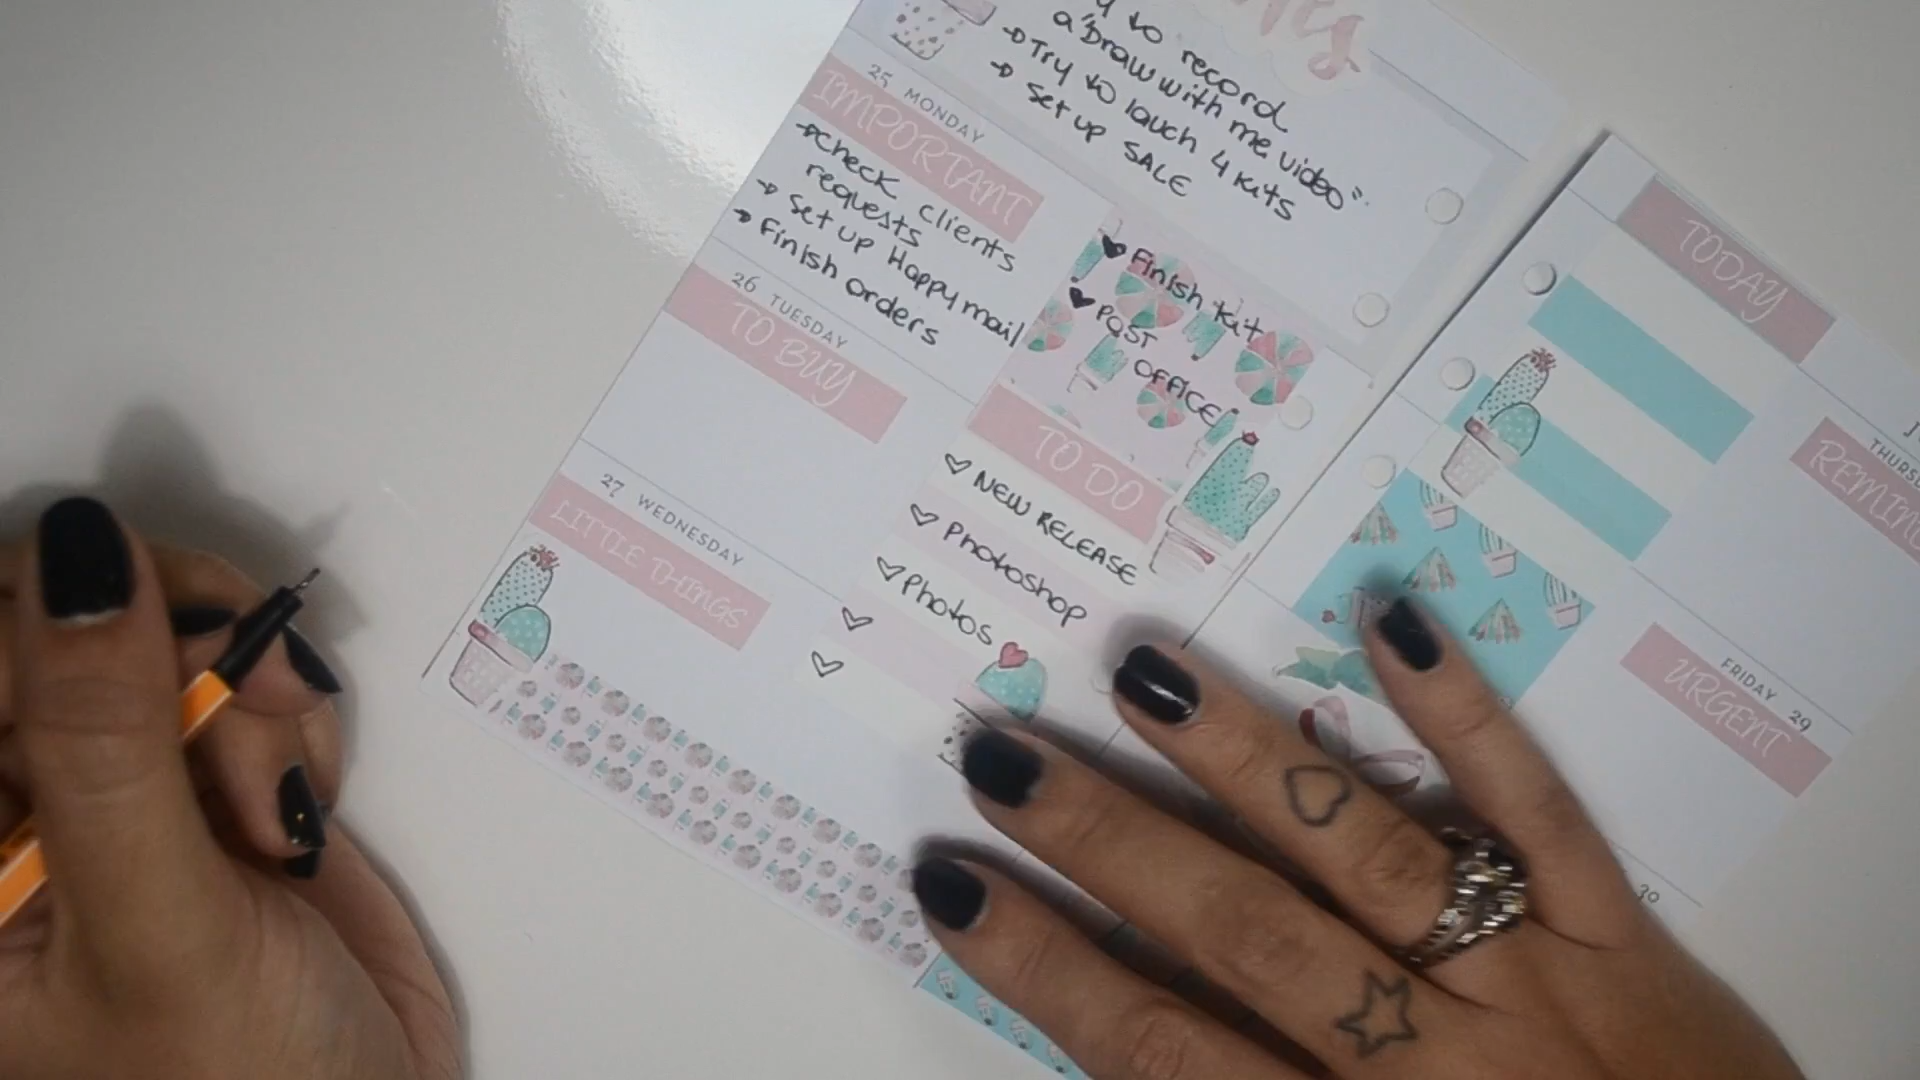 y to record
a "Draw with me video".
→ Try to lauch 4 kits
→ Set up SALE
25 MONDAY
IMPORTANT
→ Check clients
requests
→ Set up Happy mail
→ Finish orders
♥ Finish kit
♥ POST
OFFICE
26 TUESDAY
TO BUY
TO DO
♡ NEW RELEASE
♡ Photoshop
♡ Photos
♡
♡
27 WEDNESDAY
LITTLE THINGS
TODAY
THURS
REMIN
FRIDAY 29
URGENT
30